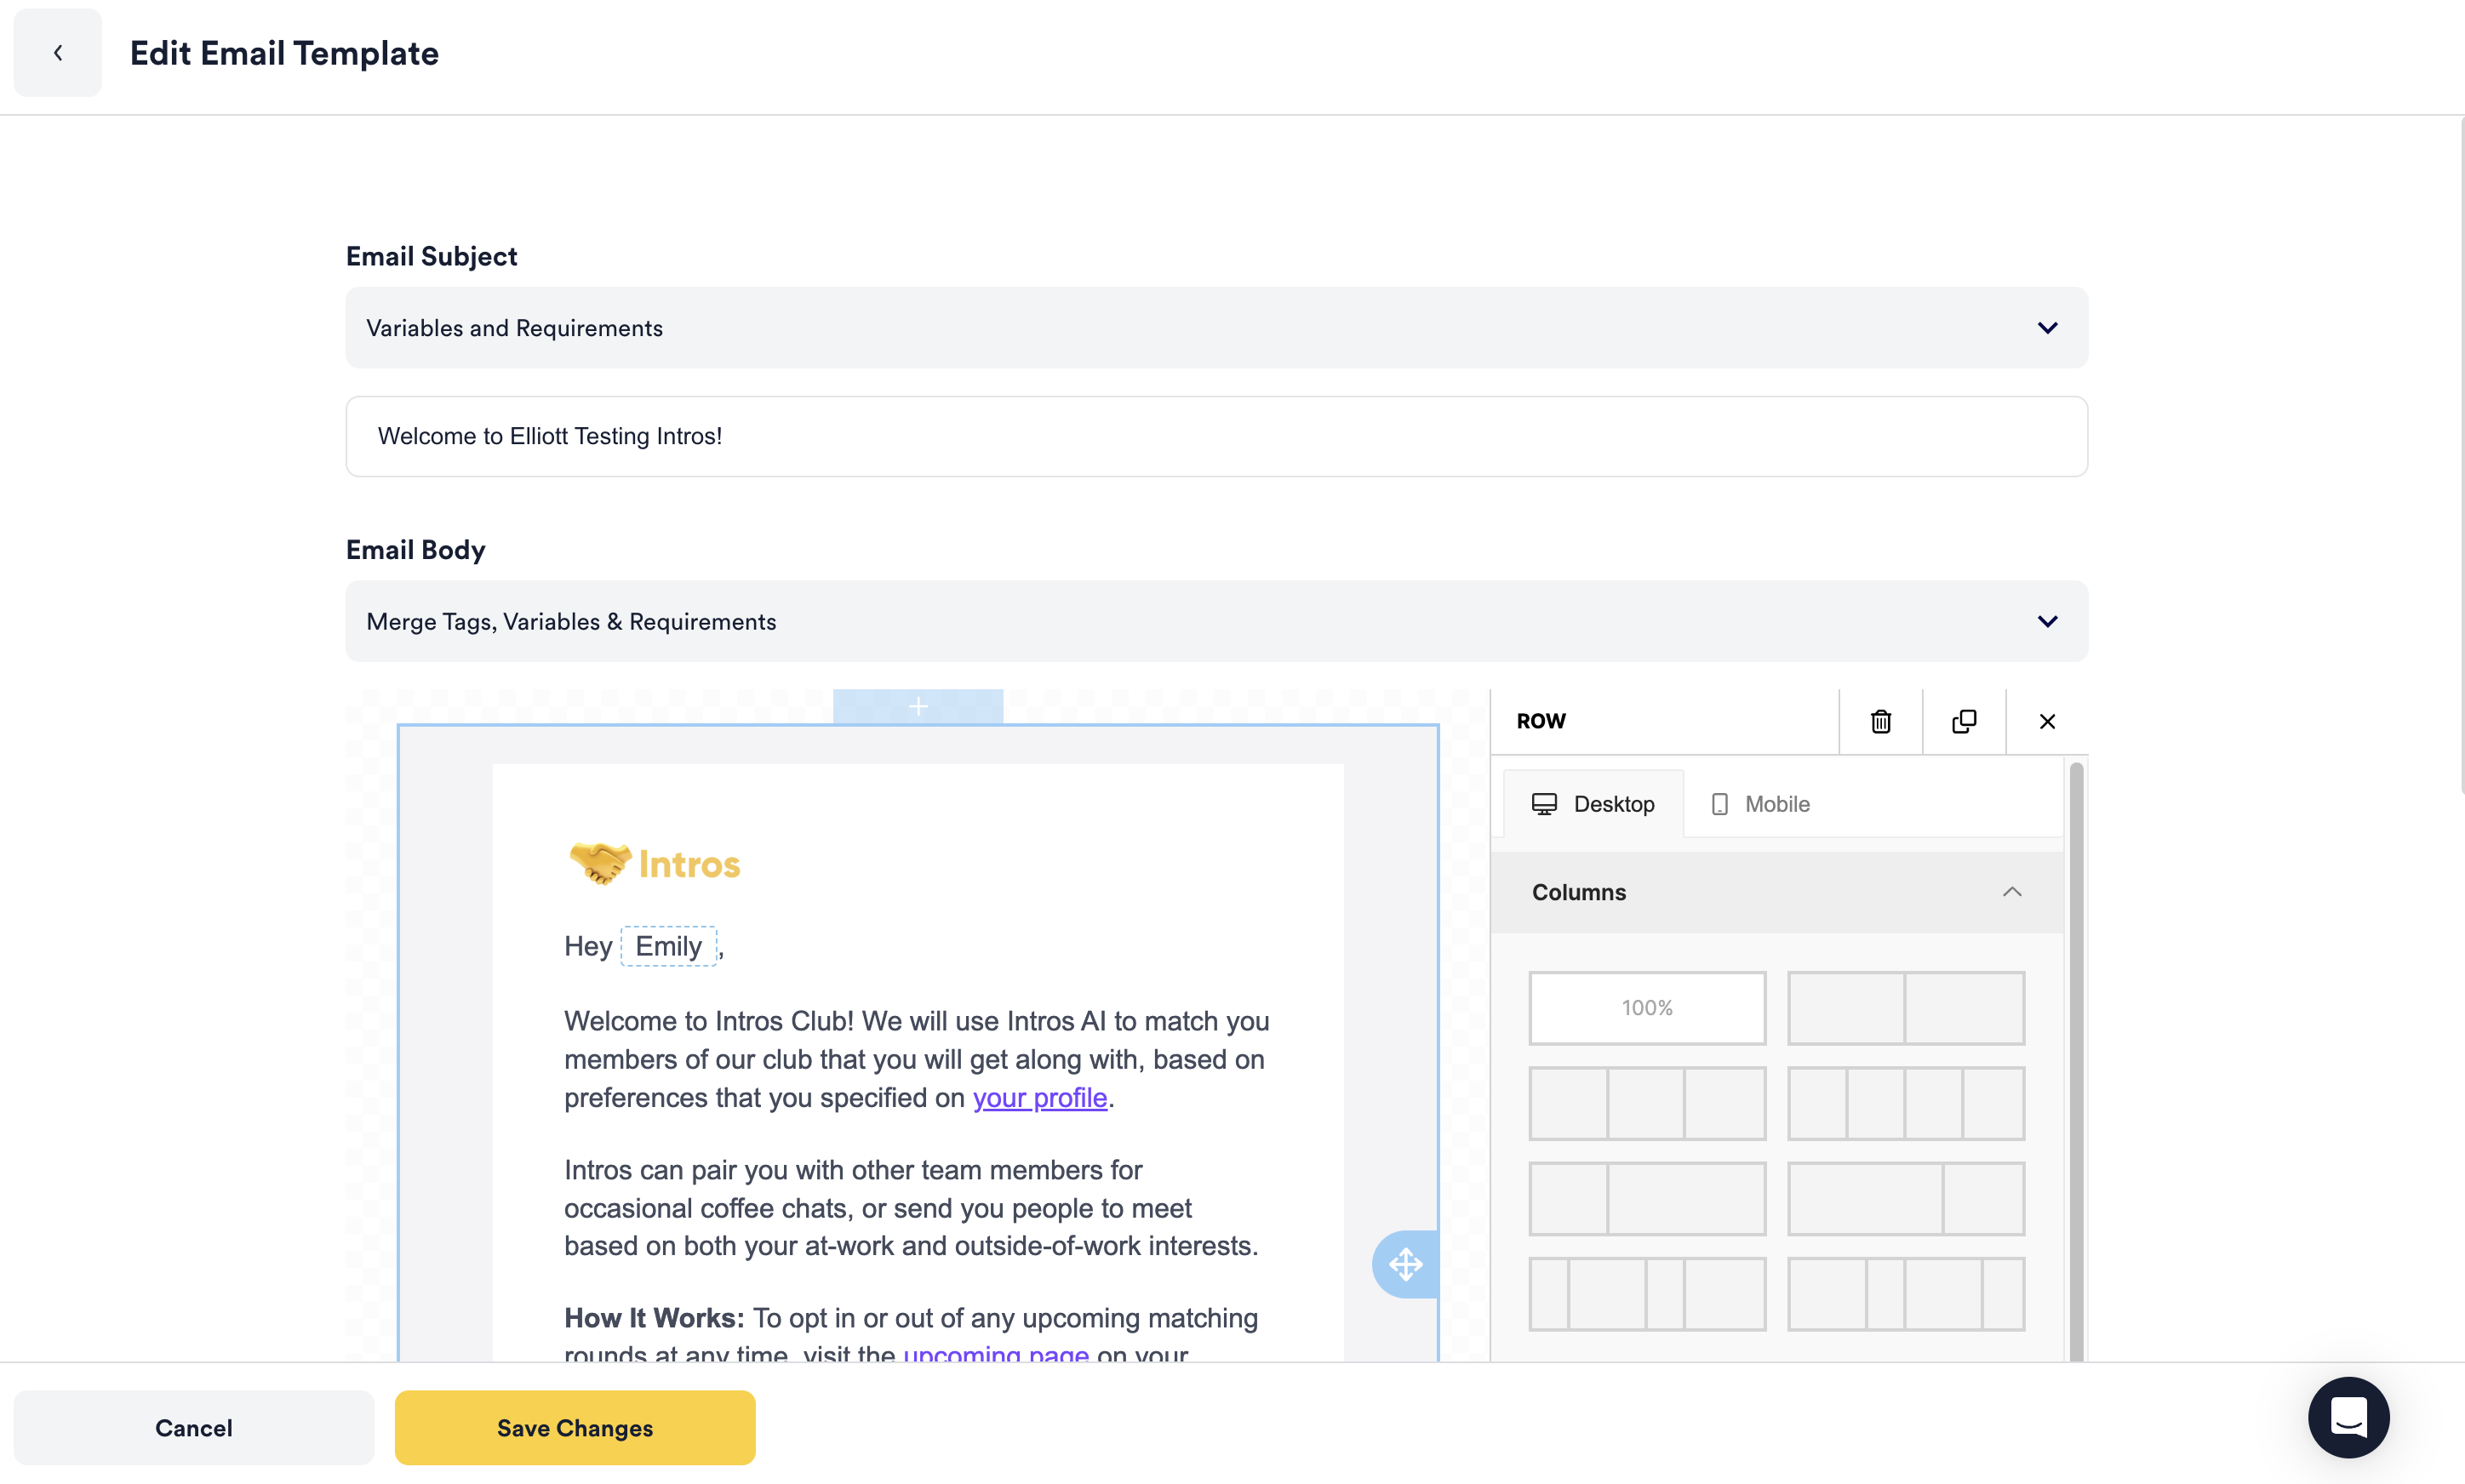 Edit Email Template
Email Subject
Variables and Requirements
Welcome to Elliott Testing Intros!
Email Body
Merge Tags, Variables & Requirements
Intros
Hey Emily,
Welcome to Intros Club! We will use Intros AI to match you
members of our club that you will get along with, based on
preferences that you specified on your profile.
Intros can pair you with other team members for
occasional coffee chats, or send you people to meet
based on both your at-work and outside-of-work interests.
How It Works: To opt in or out of any upcoming matching
rounds at any time, visit the upcoming page on your
ROW
Desktop
Mobile
Columns
100%
Cancel
Save Changes